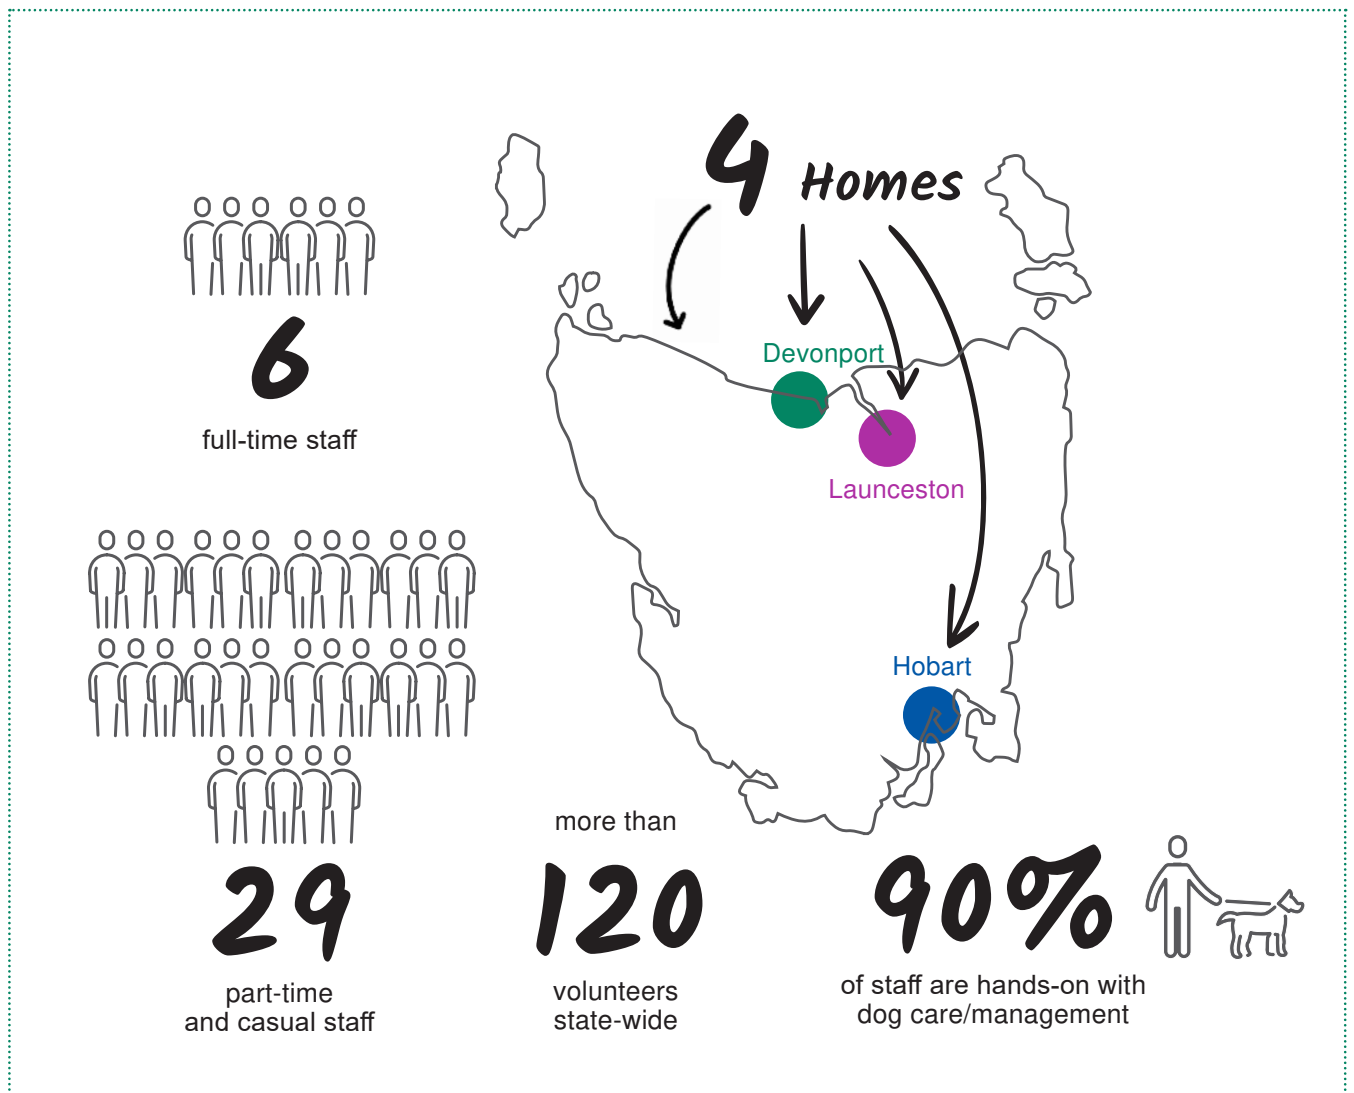 4 Homes
6
full-time staff
Devonport
Launceston
Hobart
29
part-time
and casual staff
more than
120
volunteers
state-wide
90%
of staff are hands-on with
dog care/management